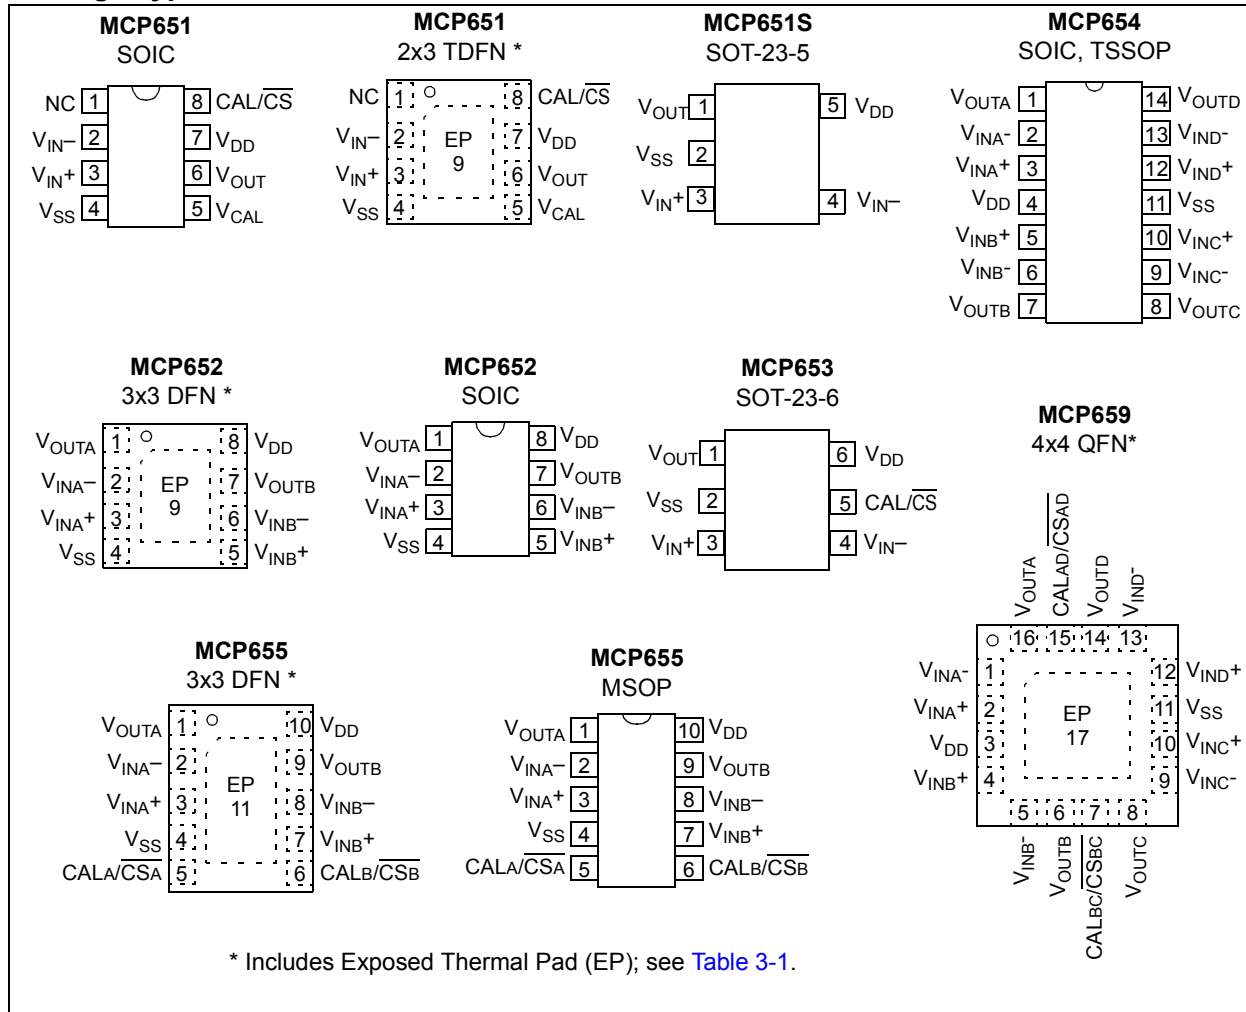 MCP651
SOIC
NC 1 8 CAL/CS
VIN– 2 7 VDD
VIN+ 3 6 VOUT
VSS 4 5 VCAL
MCP651
2x3 TDFN *
NC 1 8 CAL/CS
VIN– 2 7 VDD
VIN+ 3 6 VOUT
VSS 4 5 VCAL
EP
9
MCP651S
SOT-23-5
VOUT 1 5 VDD
VSS 2
VIN+ 3 4 VIN–
MCP654
SOIC, TSSOP
VOUTA 1 14 VOUTD
VINA- 2 13 VIND-
VINA+ 3 12 VIND+
VDD 4 11 VSS
VINB+ 5 10 VINC+
VINB- 6 9 VINC-
VOUTB 7 8 VOUTC
MCP652
3x3 DFN *
VOUTA 1 8 VDD
VINA– 2 7 VOUTB
VINA+ 3 6 VINB–
VSS 4 5 VINB+
EP
9
MCP652
SOIC
VOUTA 1 8 VDD
VINA– 2 7 VOUTB
VINA+ 3 6 VINB–
VSS 4 5 VINB+
MCP653
SOT-23-6
VOUT 1 6 VDD
VSS 2 5 CAL/CS
VIN+ 3 4 VIN–
MCP659
4x4 QFN*
VOUTA
CALAD/CSAD
VOUTD
VIND-
16 15 14 13
VINA- 1 12 VIND+
VINA+ 2 11 VSS
VDD 3 10 VINC+
VINB+ 4 9 VINC-
EP
17
5 6 7 8
VINB-
VOUTB
CALBC/CSBC
VOUTC
MCP655
3x3 DFN *
VOUTA 1 10 VDD
VINA– 2 9 VOUTB
VINA+ 3 8 VINB–
VSS 4 7 VINB+
CALA/CSA 5 6 CALB/CSB
EP
11
MCP655
MSOP
VOUTA 1 10 VDD
VINA– 2 9 VOUTB
VINA+ 3 8 VINB–
VSS 4 7 VINB+
CALA/CSA 5 6 CALB/CSB
* Includes Exposed Thermal Pad (EP); see Table 3-1.